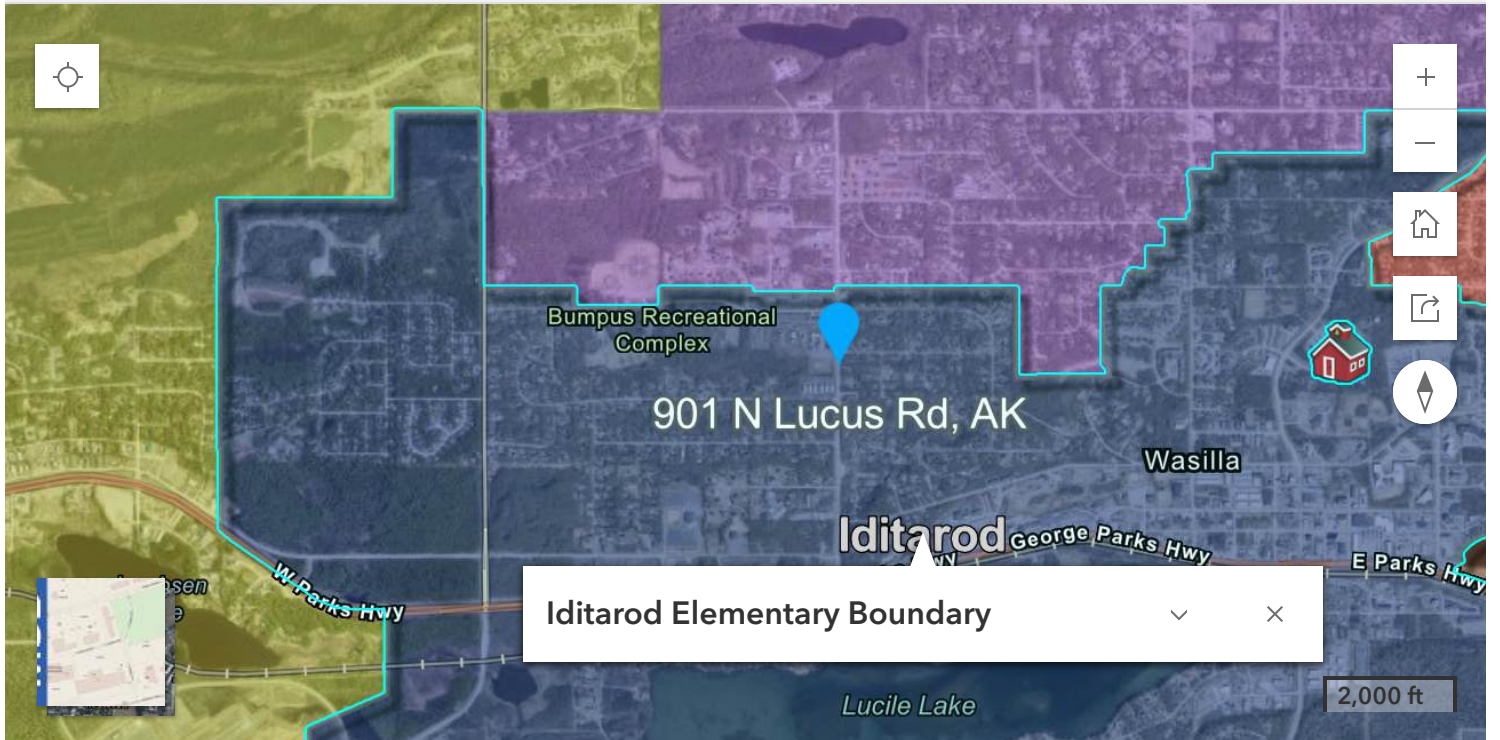 Bumpus Recreational
Complex
901 N Lucus Rd, AK
Wasilla
Iditarod
George Parks Hwy
E Parks Hwy
W Parks Hwy
Iditarod Elementary Boundary
Lucile Lake
2,000 ft